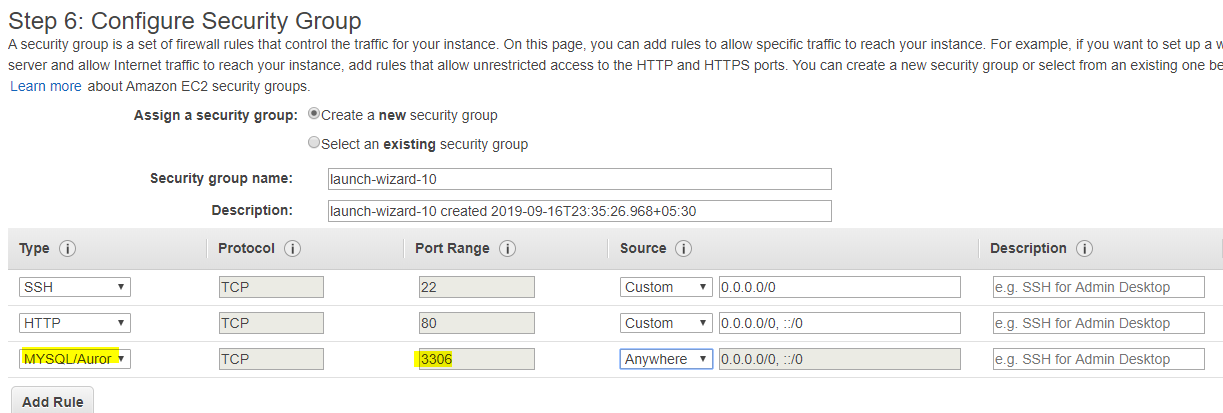 Step 6: Configure Security Group
A security group is a set of firewall rules that control the traffic for your instance. On this page, you can add rules to allow specific traffic to reach your instance. For example, if you want to set up a w
server and allow Internet traffic to reach your instance, add rules that allow unrestricted access to the HTTP and HTTPS ports. You can create a new security group or select from an existing one be
Learn more about Amazon EC2 security groups.
Assign a security group: Create a new security group
Select an existing security group
Security group name: launch-wizard-10
Description: launch-wizard-10 created 2019-09-16T23:35:26.968+05:30
Type i Protocol i Port Range i Source i Description i
SSH TCP 22 Custom 0.0.0.0/0 e.g. SSH for Admin Desktop
HTTP TCP 80 Custom 0.0.0.0/0, ::/0 e.g. SSH for Admin Desktop
MYSQL/Auror TCP 3306 Anywhere 0.0.0.0/0, ::/0 e.g. SSH for Admin Desktop
Add Rule